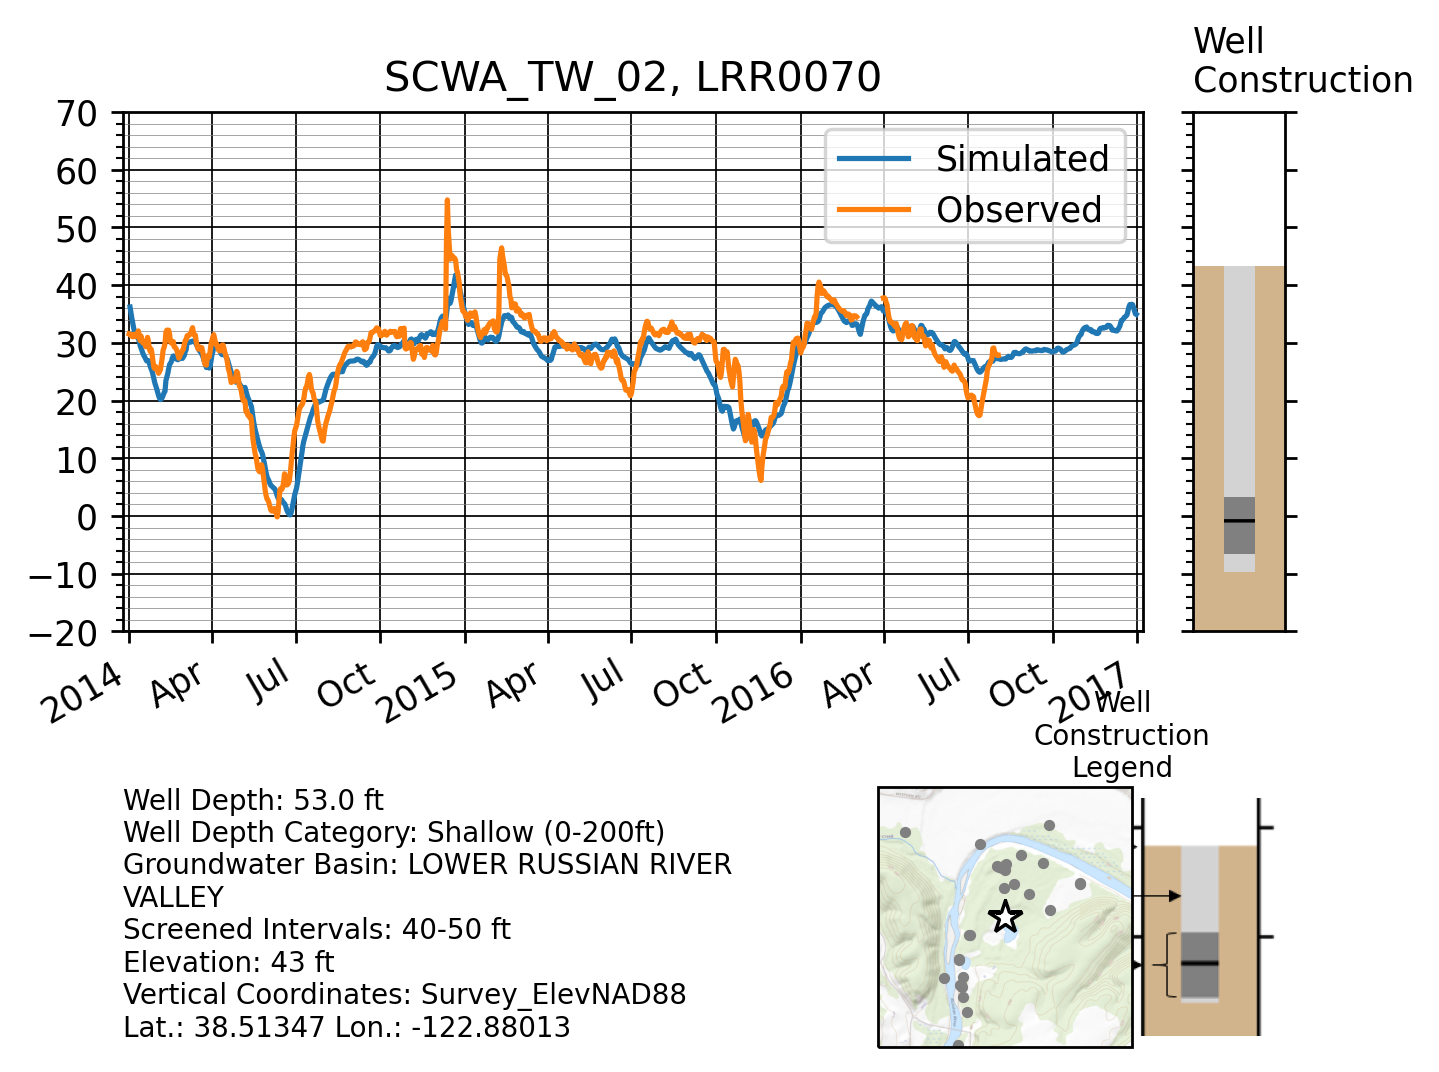 Well
Construction
SCWA_TW_02, LRR0070
70
60
50
40
30
20
10
0
−10
−20
Simulated
Observed
2014
Apr
Jul
Oct
2015
Apr
Jul
Oct
2016
Apr
Jul
Oct
2017
Well
Construction
Legend
Well Depth: 53.0 ft
Well Depth Category: Shallow (0-200ft)
Groundwater Basin: LOWER RUSSIAN RIVER
VALLEY
Screened Intervals: 40-50 ft
Elevation: 43 ft
Vertical Coordinates: Survey_ElevNAD88
Lat.: 38.51347 Lon.: -122.88013